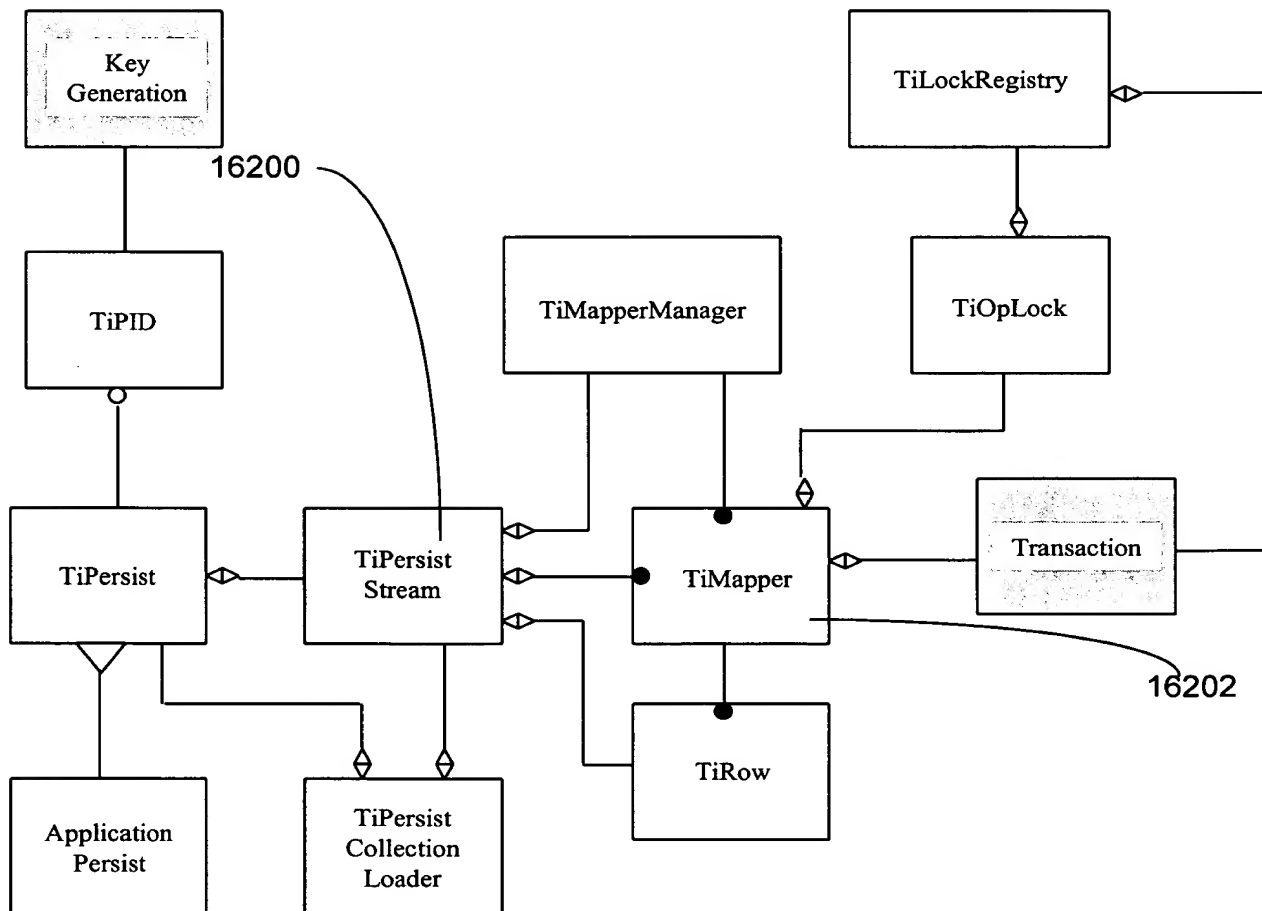 Key
Generation
TiLockRegistry
16200
TiPID
TiMapperManager
TiOpLock
TiPersist
TiPersist
Stream
TiMapper
Transaction
16202
Application
Persist
TiPersist
Collection
Loader
TiRow